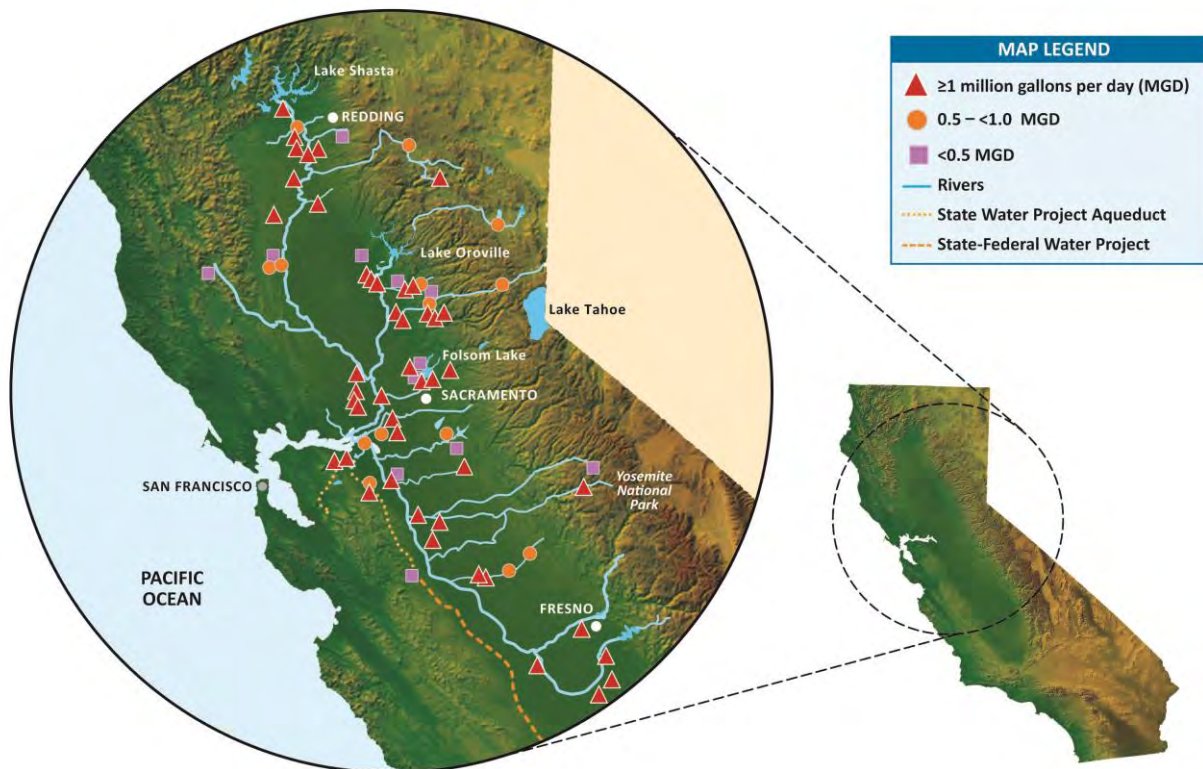 Lake Shasta
REDDING
Lake Oroville
Lake Tahoe
Folsom Lake
SACRAMENTO
SAN FRANCISCO
Yosemite
National
Park
PACIFIC
OCEAN
FRESNO
MAP LEGEND
≥1 million gallons per day (MGD)
0.5 – <1.0 MGD
<0.5 MGD
Rivers
State Water Project Aqueduct
State-Federal Water Project